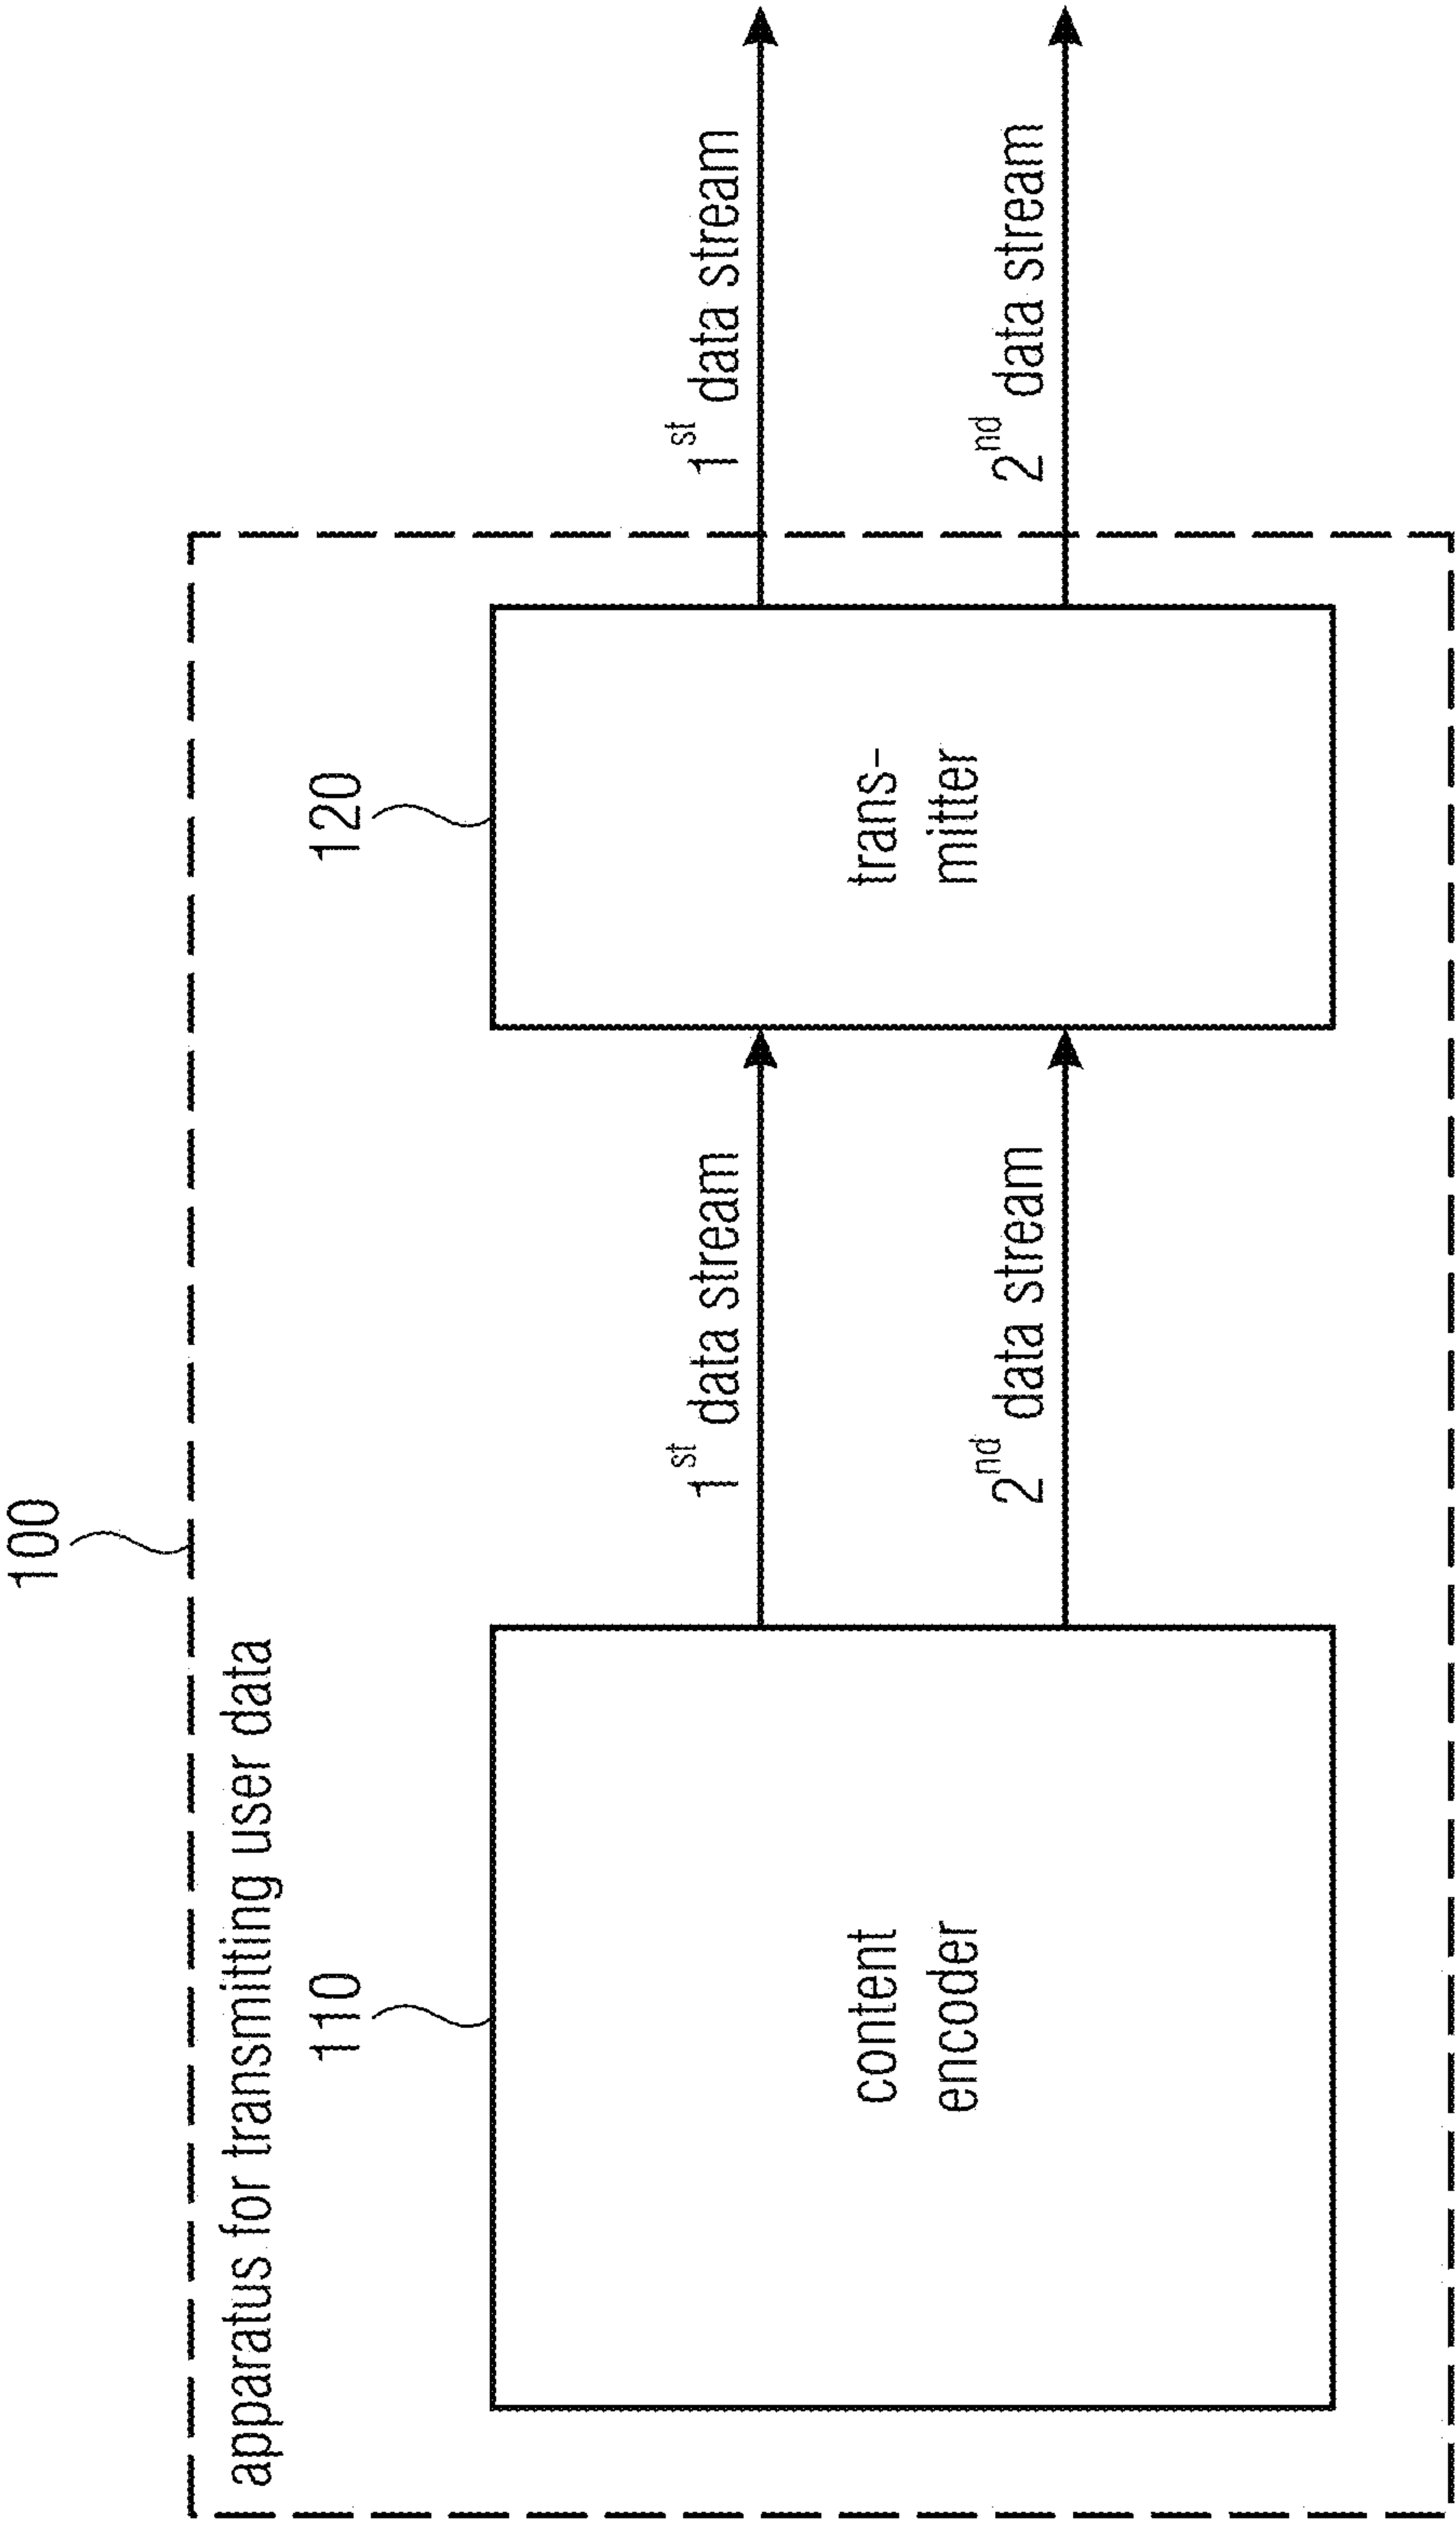 100
apparatus for transmitting user data
110
120
content
encoder
1st data stream
2nd data stream
trans-
mitter
1st data stream
2nd data stream